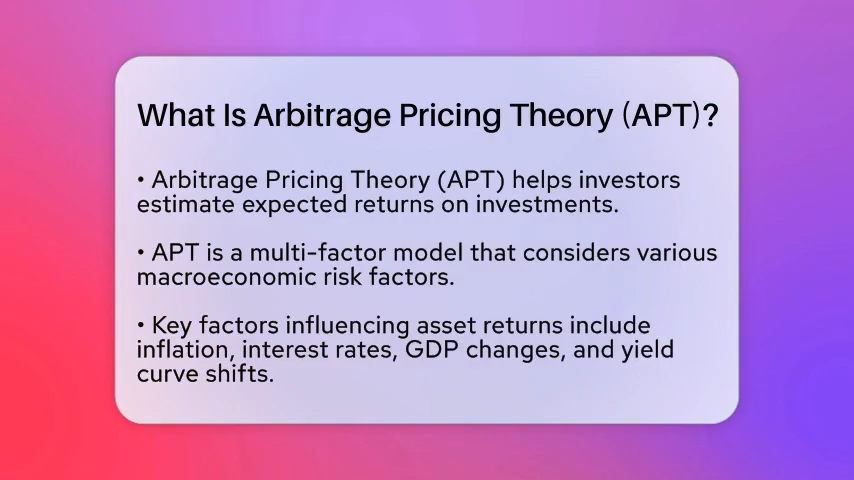 What Is Arbitrage Pricing Theory (APT)?
• Arbitrage Pricing Theory (APT) helps investors
estimate expected returns on investments.
• APT is a multi-factor model that considers various
macroeconomic risk factors.
• Key factors influencing asset returns include
inflation, interest rates, GDP changes, and yield
curve shifts.